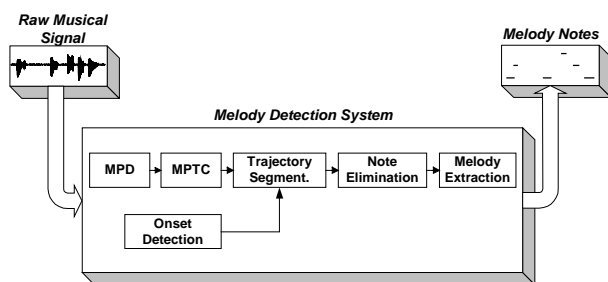 Raw Musical
Signal
Melody Notes
Melody Detection System
MPD
MPTC
Trajectory
Segment.
Note
Elimination
Melody
Extraction
Onset
Detection